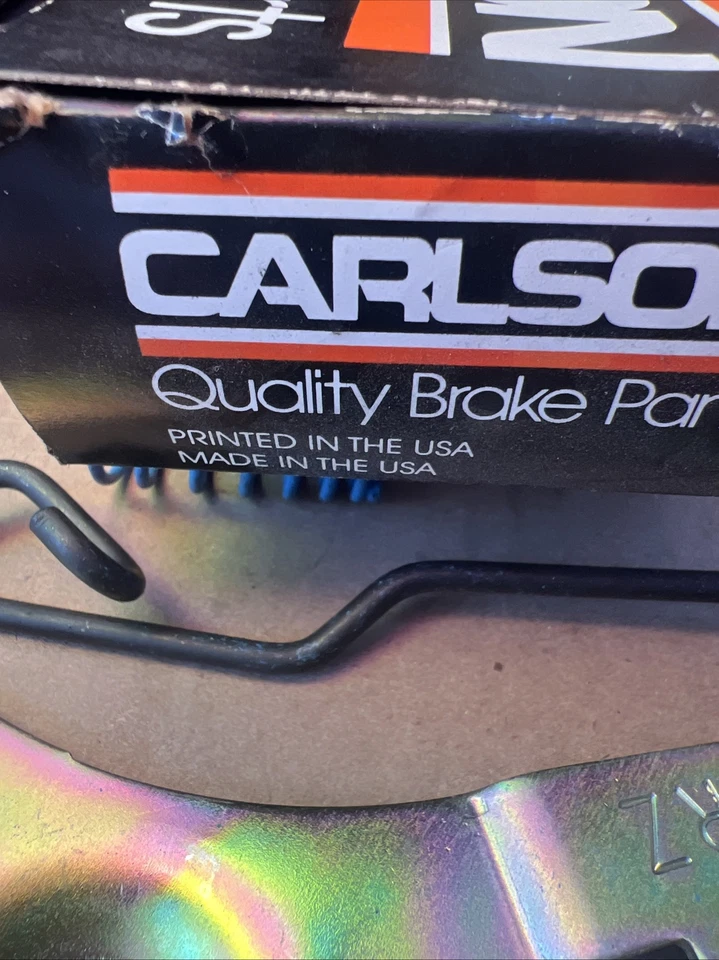 CARLSO
Quality Brake Par
PRINTED IN THE USA
MADE IN THE USA